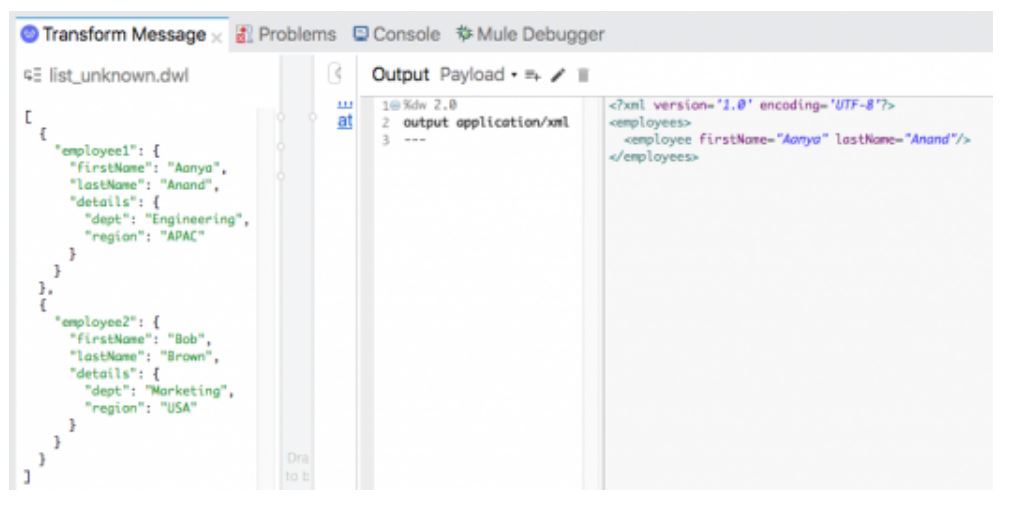 Transform Message Problems Console Mule Debugger
list_unknown.dwl Output Payload
[
{
"employee1": {
"firstName": "Aanya",
"lastName": "Anand",
"details": {
"dept": "Engineering",
"region": "APAC"
}
}
},
{
"employee2": {
"firstName": "Bob",
"lastName": "Brown",
"details": {
"dept": "Marketing",
"region": "USA"
}
}
}
]
at
Dra
to b
1 %dw 2.0
2 output application/xml
3 ---
<?xml version='1.0' encoding='UTF-8'?>
<employees>
<employee firstName="Aanya" lastName="Anand"/>
</employees>